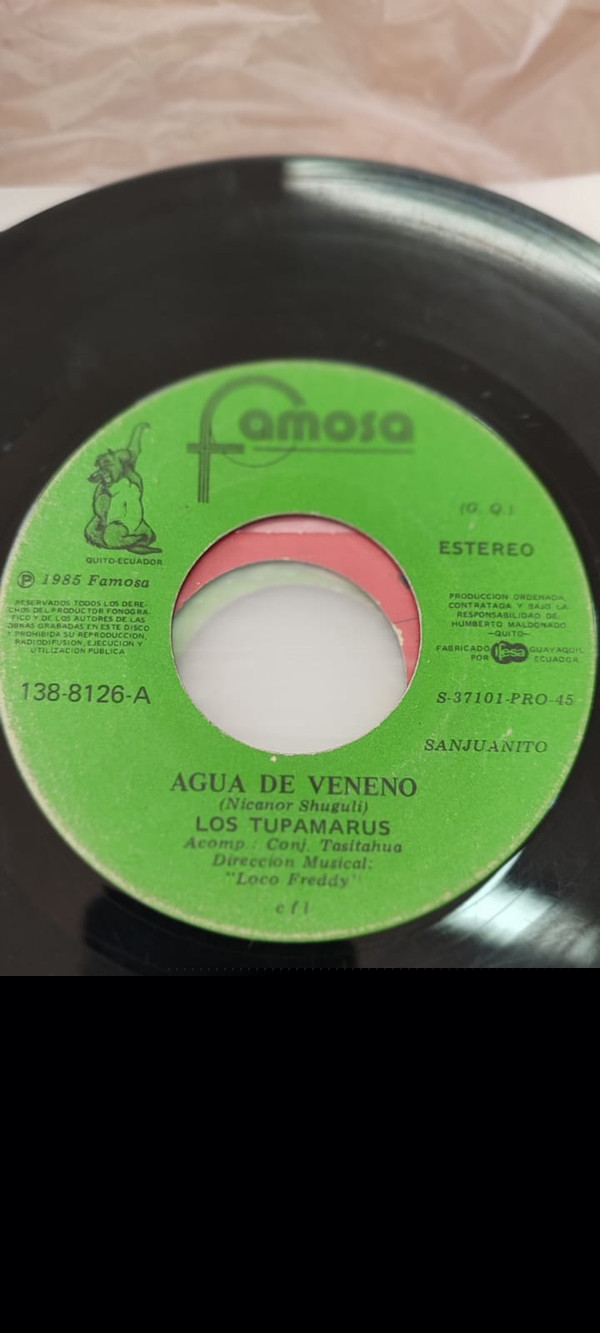 Famosa
QUITO-ECUADOR
(G. Q.)
ESTEREO
℗ 1985 Famosa
RESERVADOS TODOS LOS DERE-
CHOS DEL PRODUCTOR FONOGRA-
FICO Y DE LOS AUTORES DE LAS
OBRAS GRABADAS EN ESTE DISCO
Y PROHIBIDA SU REPRODUCCION,
RADIODIFUSION, EJECUCION Y
UTILIZACION PUBLICA
PRODUCCION ORDENADA,
CONTRATADA Y BAJO LA
RESPONSABILIDAD DE
HUMBERTO MALDONADO
—QUITO—
FABRICADO POR ifesa GUAYAQUIL ECUADOR
138-8126-A
S-37101-PRO-45
SANJUANITO
AGUA DE VENENO
(Nicanor Shuguli)
LOS TUPAMARUS
Acomp.: Conj. Tasitahua
Direccion Musical:
"Loco Freddy"
c f l